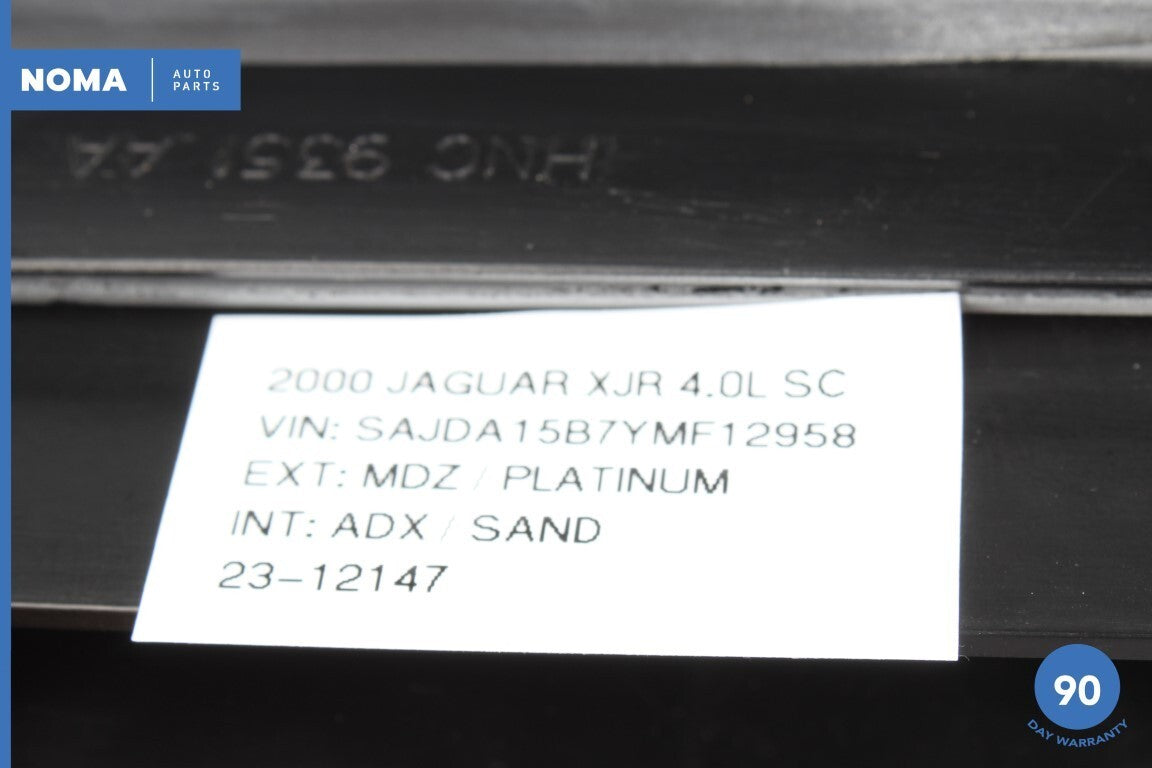 NOMA
AUTO
PARTS
HNC 9351 AA
2000 JAGUAR XJR 4.0L SC
VIN: SAJDA15B7YMF12958
EXT: MDZ / PLATINUM
INT: ADX / SAND
23-12147
90
DAY WARRANTY